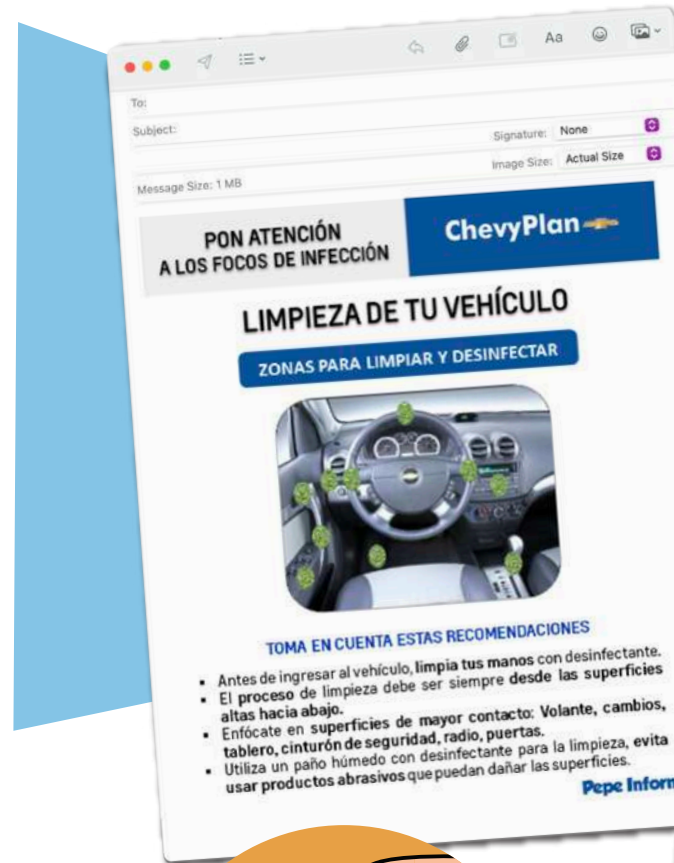 Aa
To:
Subject:
Signature: None
Image Size: Actual Size
Message Size: 1 MB
PON ATENCIÓN
A LOS FOCOS DE INFECCIÓN
ChevyPlan
LIMPIEZA DE TU VEHÍCULO
ZONAS PARA LIMPIAR Y DESINFECTAR
TOMA EN CUENTA ESTAS RECOMENDACIONES
▪ Antes de ingresar al vehículo, limpia tus manos con desinfectante.
▪ El proceso de limpieza debe ser siempre desde las superficies
altas hacia abajo.
▪ Enfócate en superficies de mayor contacto: Volante, cambios,
tablero, cinturón de seguridad, radio, puertas.
▪ Utiliza un paño húmedo con desinfectante para la limpieza, evita
usar productos abrasivos que puedan dañar las superficies.
Pepe Inform